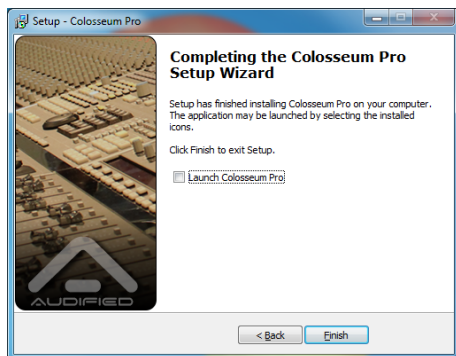 Setup - Colosseum Pro
Completing the Colosseum Pro
Setup Wizard
Setup has finished installing Colosseum Pro on your computer.
The application may be launched by selecting the installed
icons.
Click Finish to exit Setup.
Launch Colosseum Pro
AUDIFIED
< Back
Finish